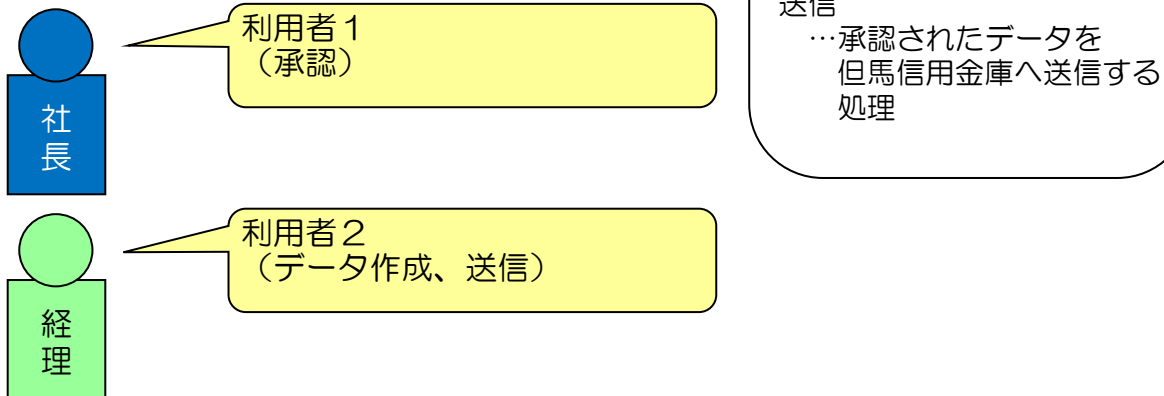 利用者１
（承認）
社長
利用者２
（データ作成、送信）
経理
送信
…承認されたデータを
但馬信用金庫へ送信する
処理